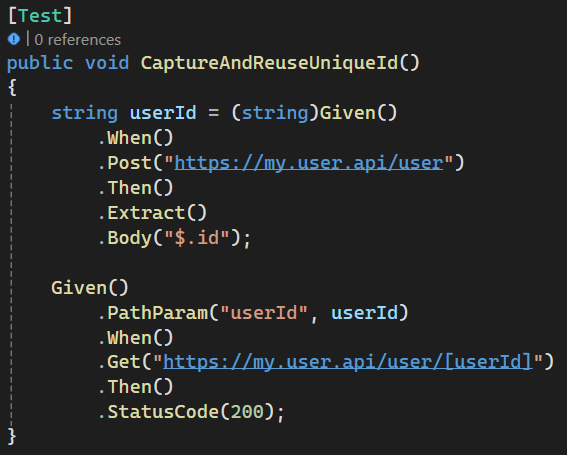 [Test]
| 0 references
public void CaptureAndReuseUniqueId()
{
    string userId = (string)Given()
        .When()
        .Post("https://my.user.api/user")
        .Then()
        .Extract()
        .Body("$.id");
    Given()
        .PathParam("userId", userId)
        .When()
        .Get("https://my.user.api/user/[userId]")
        .Then()
        .StatusCode(200);
}